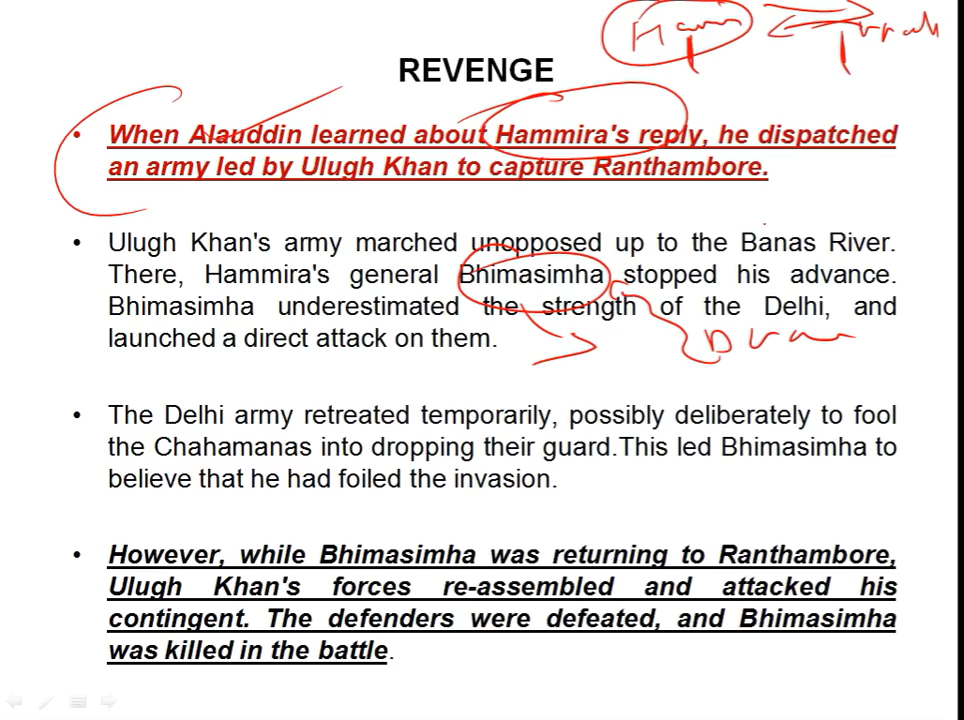 REVENGE
• When Alauddin learned about Hammira's reply, he dispatched
an army led by Ulugh Khan to capture Ranthambore.
• Ulugh Khan's army marched unopposed up to the Banas River.
There, Hammira's general Bhimasimha stopped his advance.
Bhimasimha underestimated the strength of the Delhi, and
launched a direct attack on them.
• The Delhi army retreated temporarily, possibly deliberately to fool
the Chahamanas into dropping their guard.This led Bhimasimha to
believe that he had foiled the invasion.
• However, while Bhimasimha was returning to Ranthambore,
Ulugh Khan's forces re-assembled and attacked his
contingent. The defenders were defeated, and Bhimasimha
was killed in the battle.